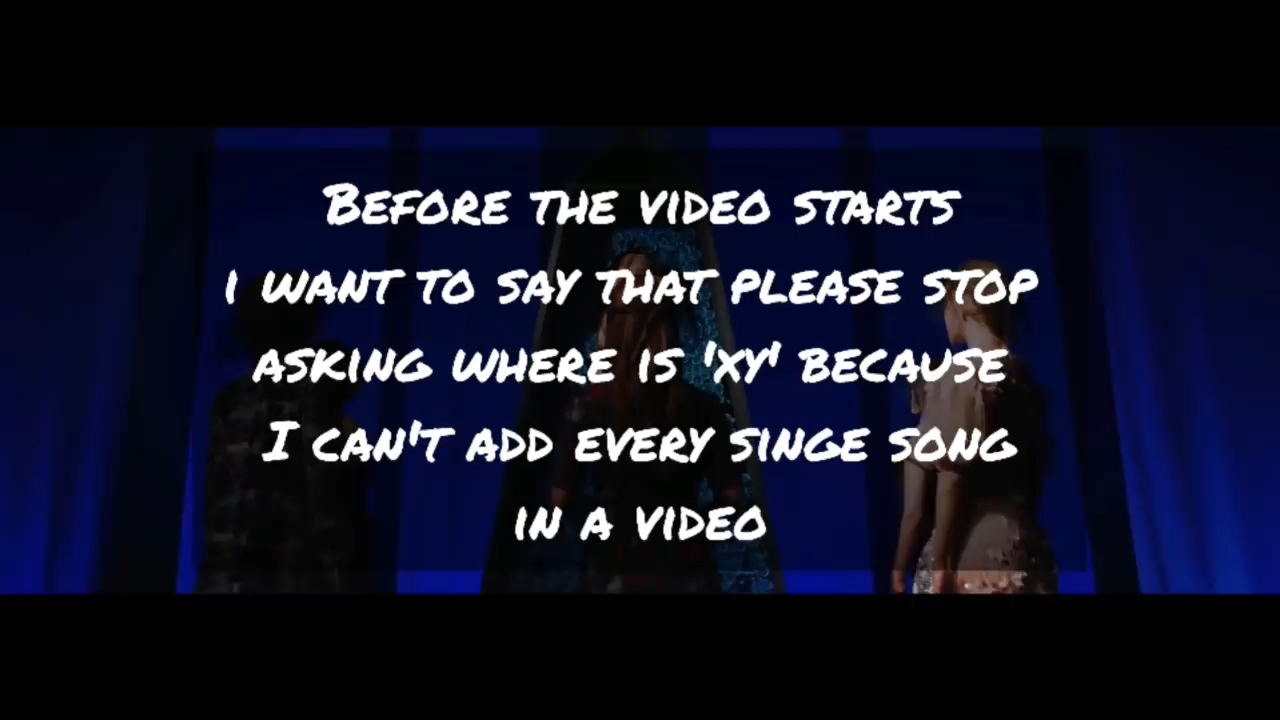 Before the video starts
i want to say that please stop
asking where is 'xy' because
I can't add every singe song
in a video